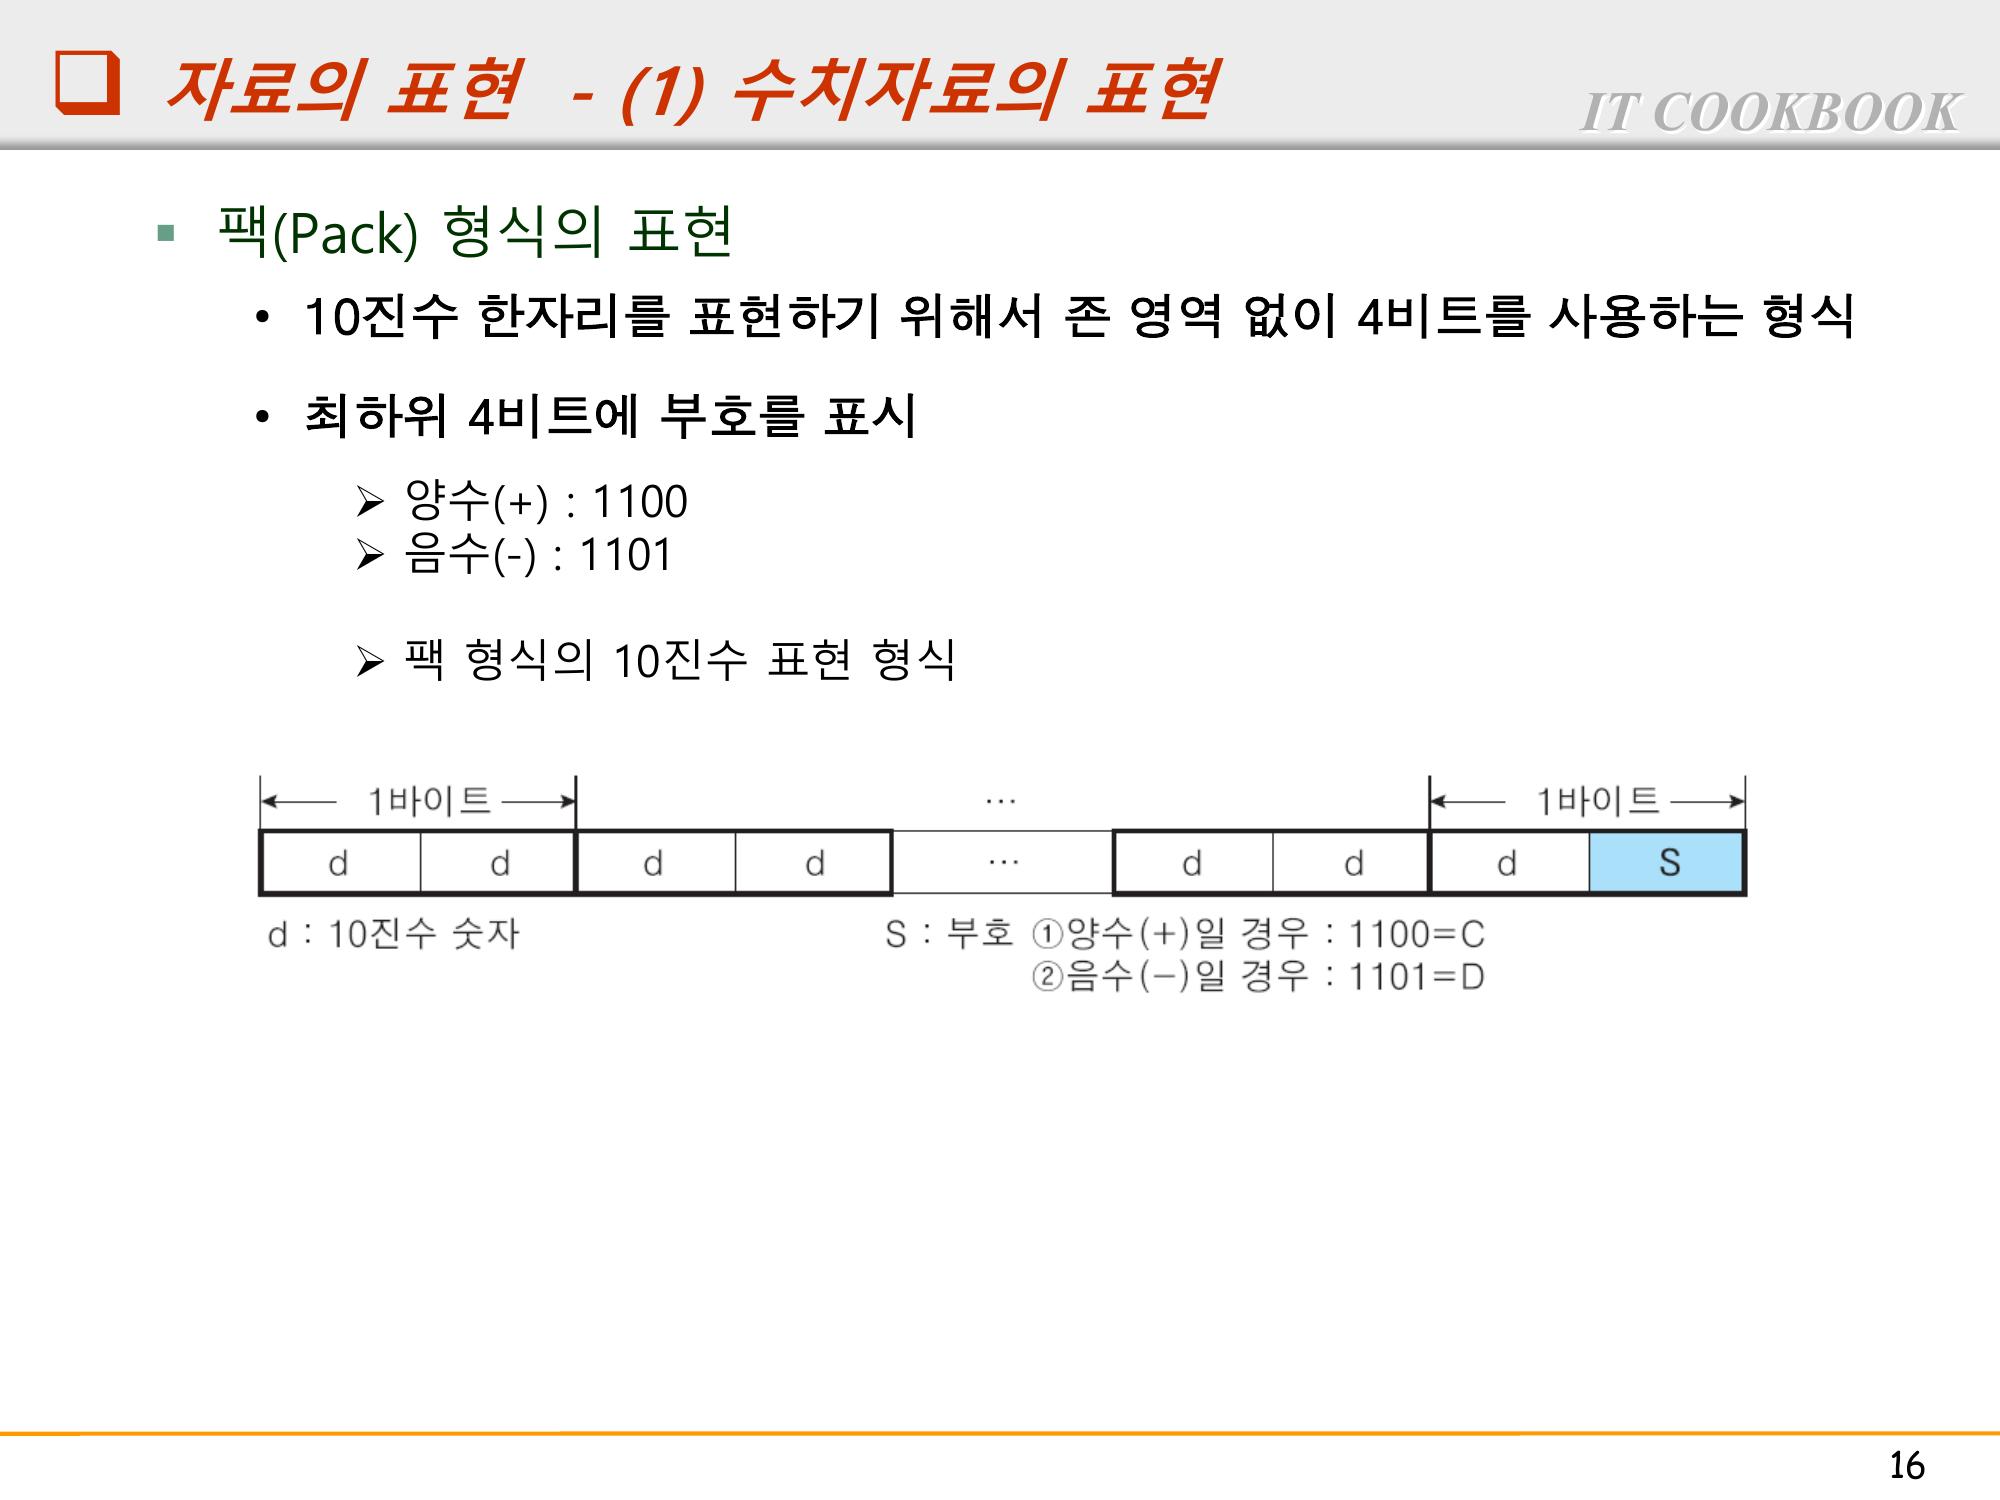 자료의 표현 - (1) 수치자료의 표현
IT COOKBOOK
팩(Pack) 형식의 표현
10진수 한자리를 표현하기 위해서 존 영역 없이 4비트를 사용하는 형식
최하위 4비트에 부호를 표시
양수(+) : 1100
음수(-) : 1101
팩 형식의 10진수 표현 형식
1바이트 … 1바이트
d d d d … d d d S
d : 10진수 숫자 S : 부호 ①양수(+)일 경우 : 1100=C
②음수(−)일 경우 : 1101=D
16